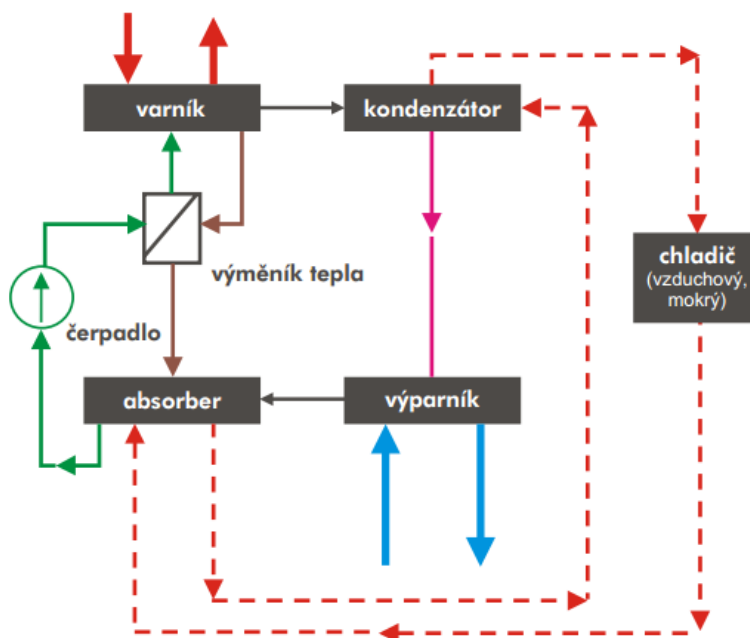 varník
kondenzátor
chladič
(vzduchový,
mokrý)
výměník tepla
čerpadlo
absorber
výparník